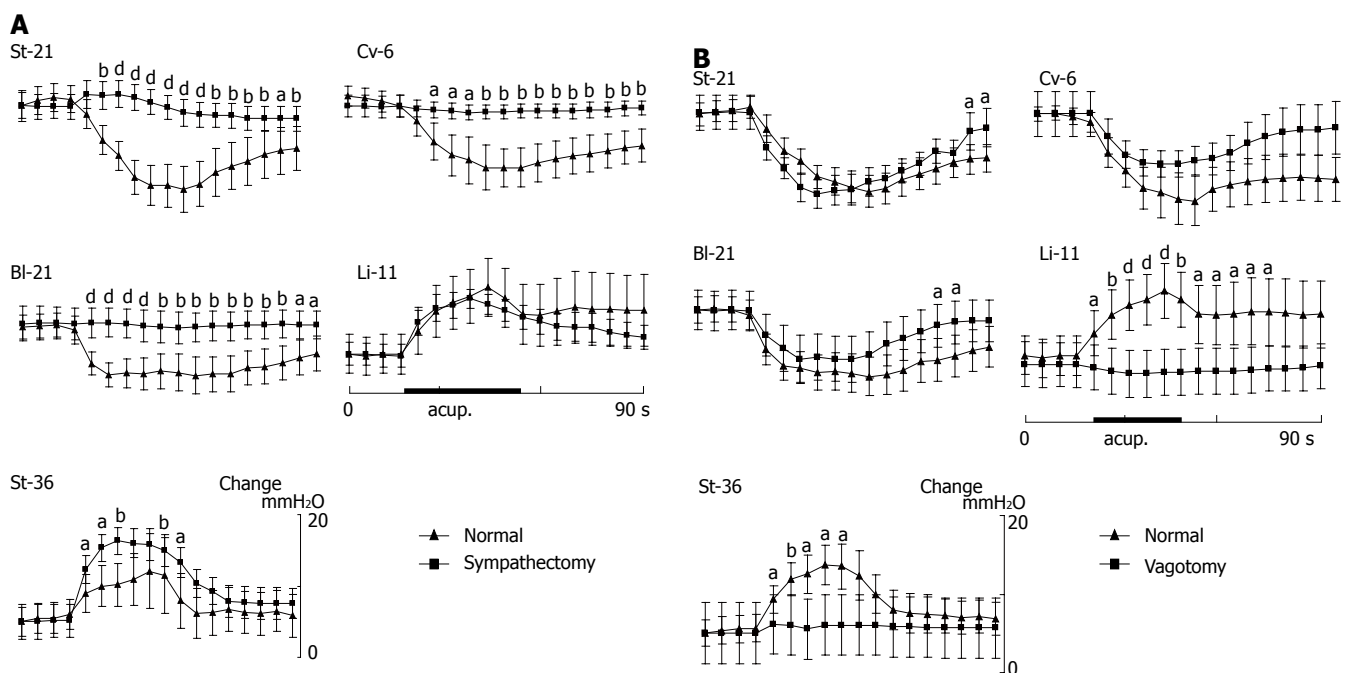 A
St-21
b d d d d d d b b b b a b
Cv-6
a a a b b b b b b b b b b
Bl-21
d d d d b b b b b b b b a a
Li-11
0 acup. 90 s
St-36
a a b b a
Change
mmH2O
20
0
Normal
Sympathectomy
B
St-21
a a
Cv-6
Bl-21
a a
Li-11
a b d d d b a a a a a
0 acup. 90 s
St-36
a b a a a
Change
mmH2O
20
0
Normal
Vagotomy